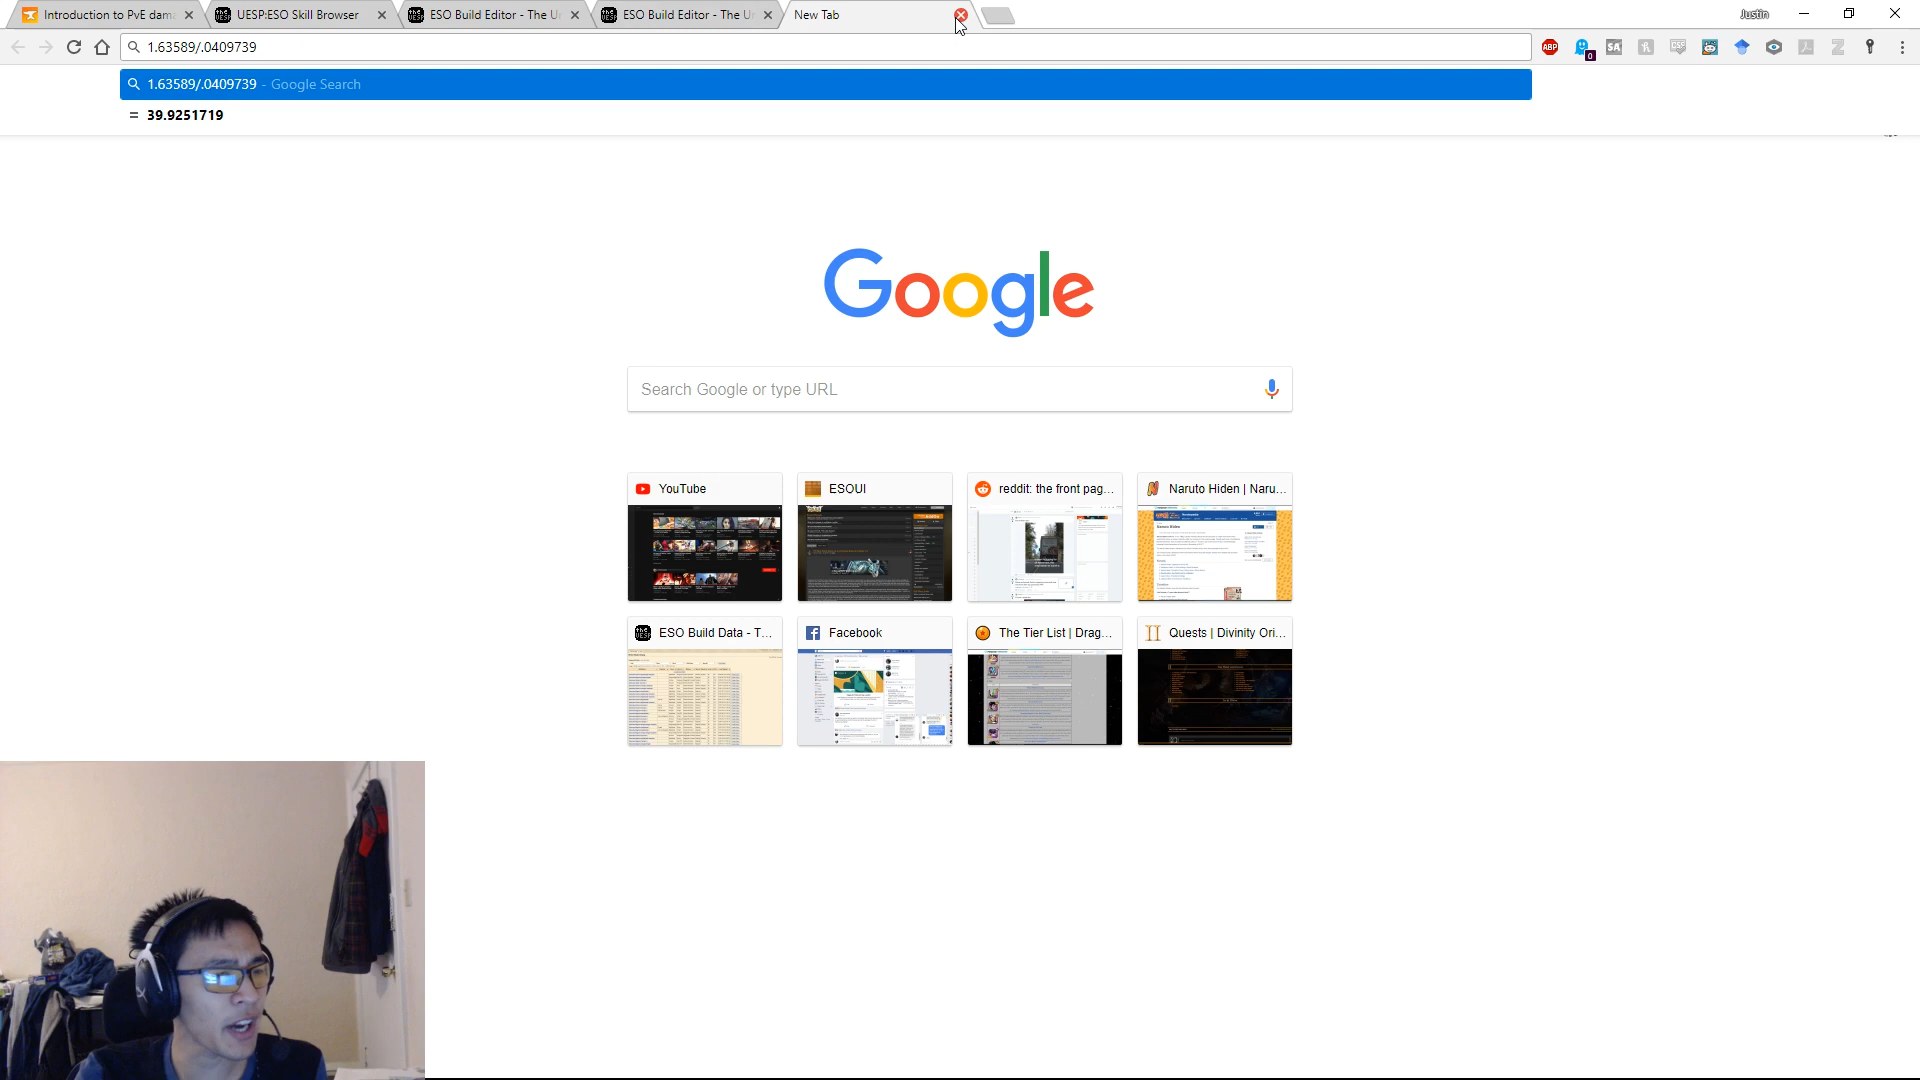 Introduction to PvE dam
UESP:ESO Skill Browser
ESO Build Editor - The U
ESO Build Editor - The U
New Tab
Justin
1.63589/.0409739
1.63589/.0409739 - Google Search
= 39.9251719
Google
Search Google or type URL
YouTube
ESOUI
reddit: the front pag...
Naruto Hiden | Naru...
ESO Build Data - T...
Facebook
The Tier List | Drag...
Quests | Divinity Ori...